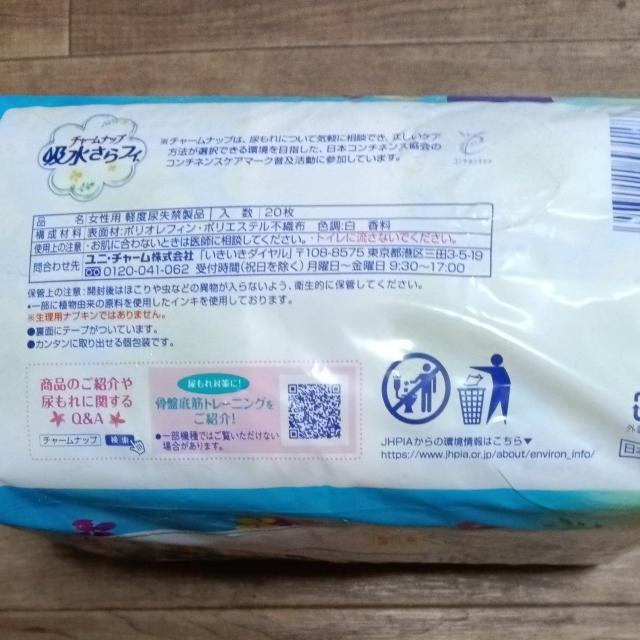 チャームナップ
吸水さらフィ
※チャームナップは、尿もれについて気軽に相談でき、正しいケア
方法が選択できる環境を目指した、日本コンチネンス協会の
コンチネンスケアマーク普及活動に参加しています。
コンチネンスケア
品 名 女性用 軽度尿失禁製品 入 数 20枚
構成材料 表面材:ポリオレフィン・ポリエステル不織布 色調:白 香料
使用上の注意 ・お肌に合わないときは医師に相談してください。・トイレに流さないでください。
問合わせ先 ユニ・チャーム株式会社「いきいきダイヤル」〒108-8575 東京都港区三田3-5-19
0120-041-062 受付時間(祝日を除く) 月曜日~金曜日 9:30~17:00
保管上の注意:開封後はほこりや虫などの異物が入らないよう、衛生的に保管してください。
・一部に植物由来の原料を使用したインキを使用しております。
※生理用ナプキンではありません。
●裏面にテープがついています。
●カンタンに取り出せる個包装です。
商品のご紹介や
尿もれに関する
Q&A
チャームナップ 検索
尿もれ対策に!
骨盤底筋トレーニングを
ご紹介!
●一部機種ではご覧いただけない
場合があります。
JHPIAからの環境情報はこちら▼
https://www.jhpia.or.jp/about/environ_info/
日本